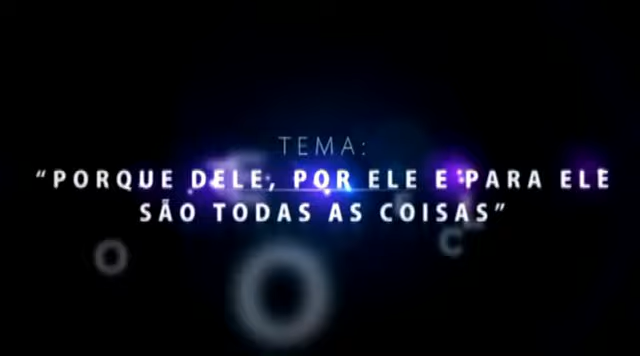 TEMA:
“PORQUE DELE, POR ELE E PARA ELE
SÃO TODAS AS COISAS”
O
O
C